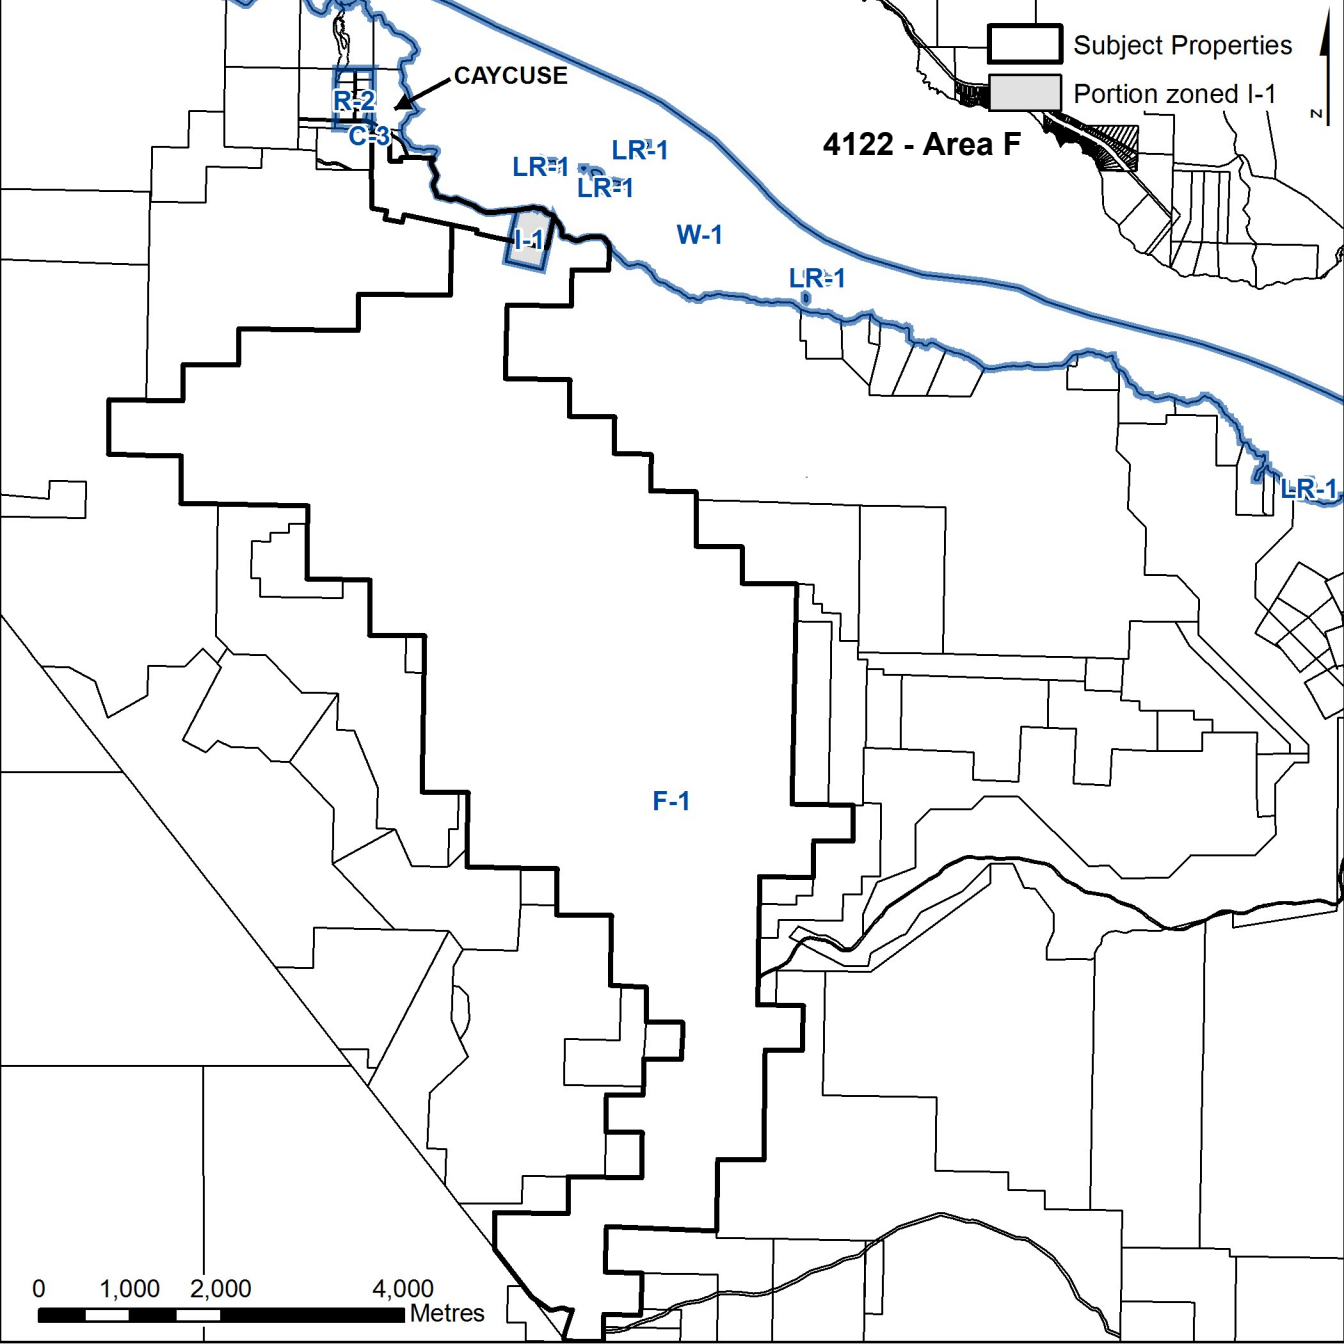 Subject Properties
Portion zoned I-1
N
CAYCUSE
R-2
C-3
4122 - Area F
LR-1
LR-1
LR-1
I-1
W-1
LR-1
LR-1
F-1
0 1,000 2,000 4,000
Metres